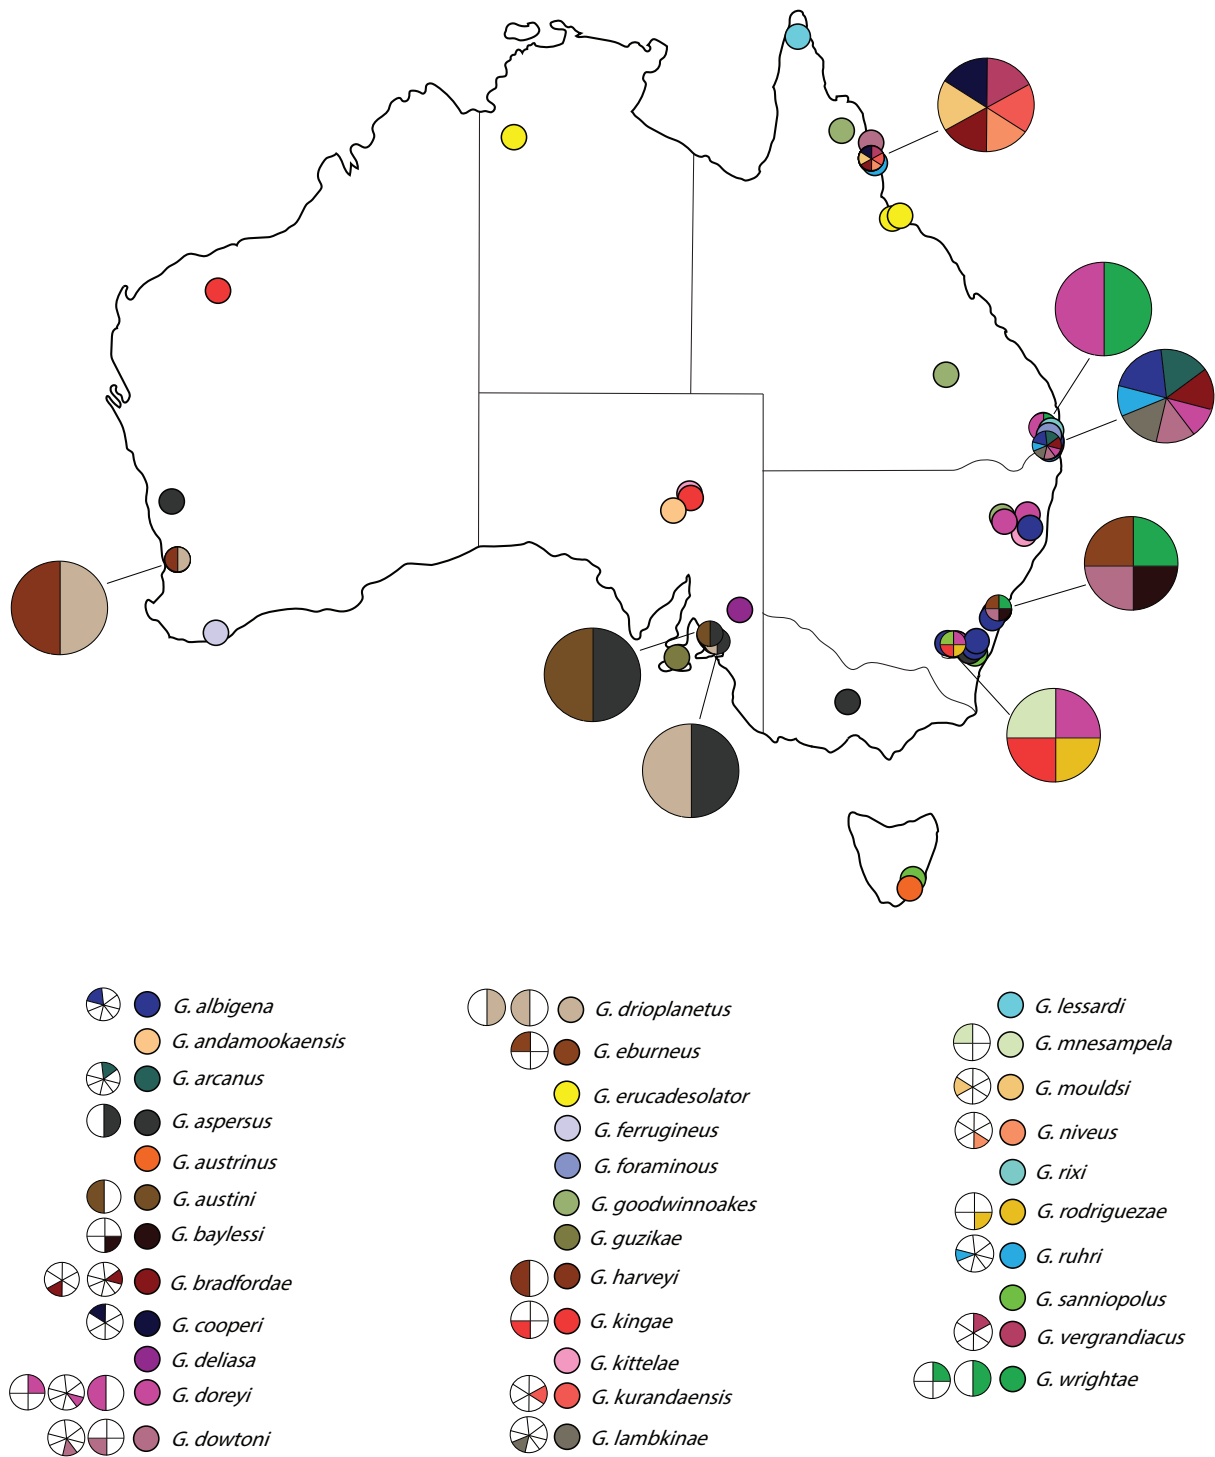 G. albigena
G. andamookaensis
G. arcanus
G. aspersus
G. austrinus
G. austini
G. baylessi
G. bradfordae
G. cooperi
G. deliasa
G. doreyi
G. dowtoni
G. drioplanetus
G. eburneus
G. erucadesolator
G. ferrugineus
G. foraminous
G. goodwinnoakes
G. guzikae
G. harveyi
G. kingae
G. kittelae
G. kurandaensis
G. lambkinae
G. lessardi
G. mnesampela
G. mouldsi
G. niveus
G. rixi
G. rodriguezae
G. ruhri
G. sanniopolus
G. vergrandiacus
G. wrightae